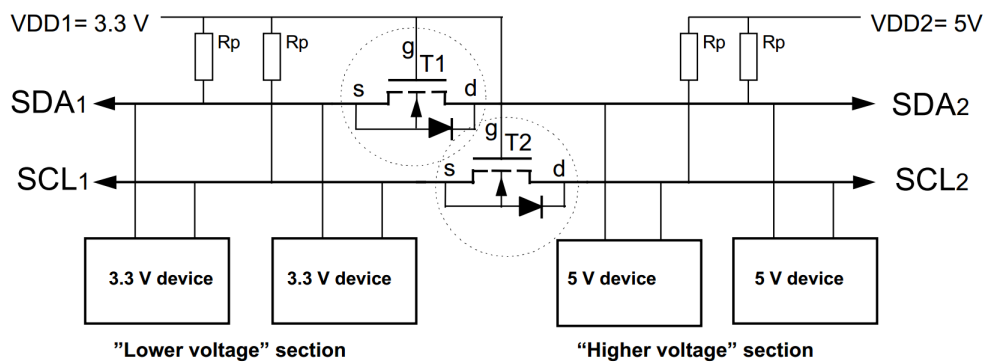 VDD1= 3.3 V
VDD2= 5V
Rp
Rp
Rp
Rp
g
T1
s
d
SDA1
SDA2
g
T2
s
d
SCL1
SCL2
3.3 V device
3.3 V device
5 V device
5 V device
”Lower voltage” section
“Higher voltage” section